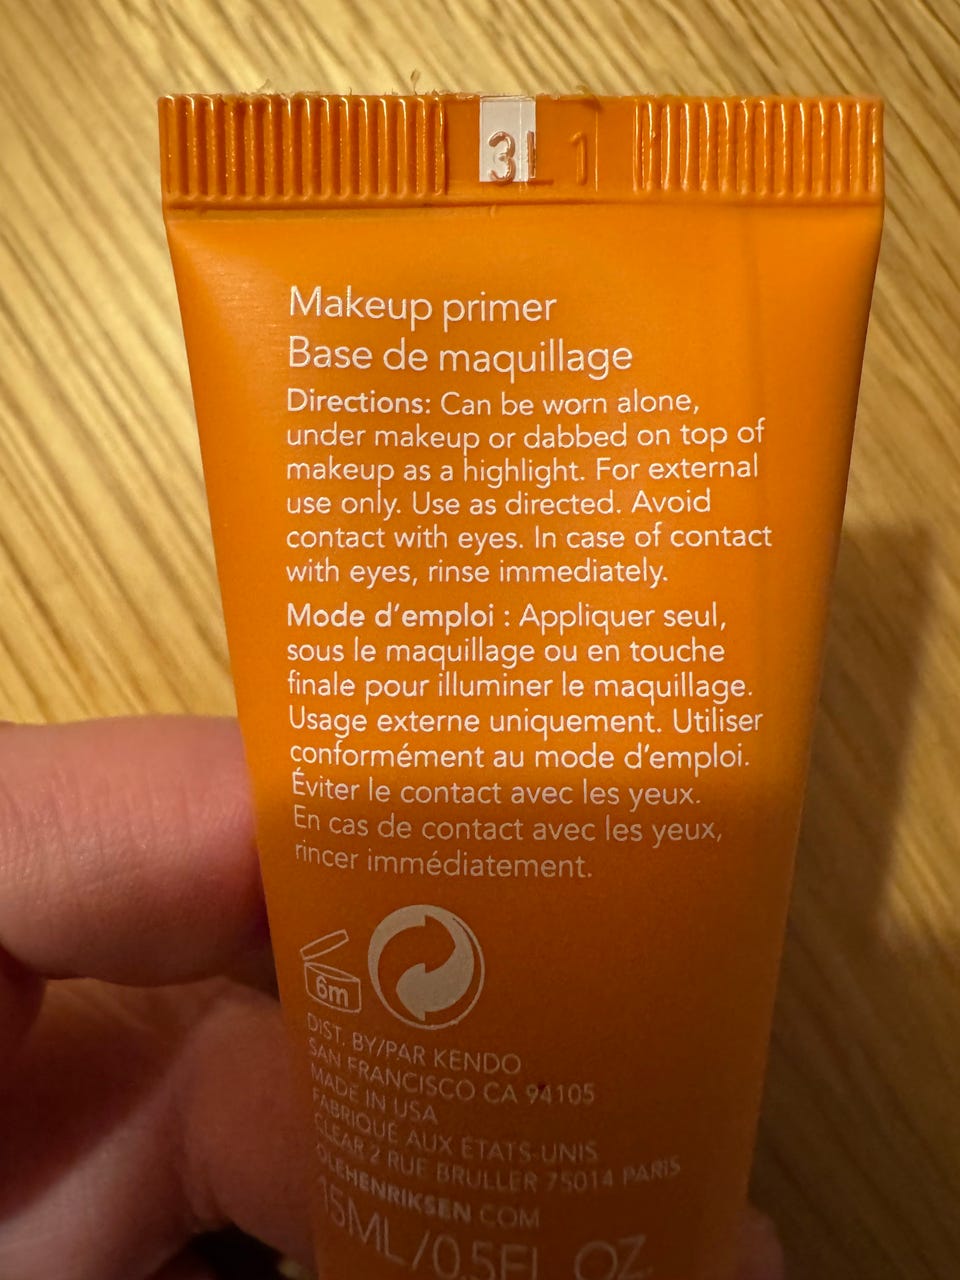 3L 1
Makeup primer
Base de maquillage
Directions: Can be worn alone,
under makeup or dabbed on top of
makeup as a highlight. For external
use only. Use as directed. Avoid
contact with eyes. In case of contact
with eyes, rinse immediately.
Mode d'emploi : Appliquer seul,
sous le maquillage ou en touche
finale pour illuminer le maquillage.
Usage externe uniquement. Utiliser
conformément au mode d'emploi.
Éviter le contact avec les yeux.
En cas de contact avec les yeux,
rincer immédiatement.
6m
DIST. BY/PAR KENDO
SAN FRANCISCO CA 94105
MADE IN USA
FABRIQUÉ AUX ÉTATS-UNIS
CLEAR 2 RUE BRULLER 75014 PARIS
OLEHENRIKSEN.COM
15ML/0.5FL OZ.